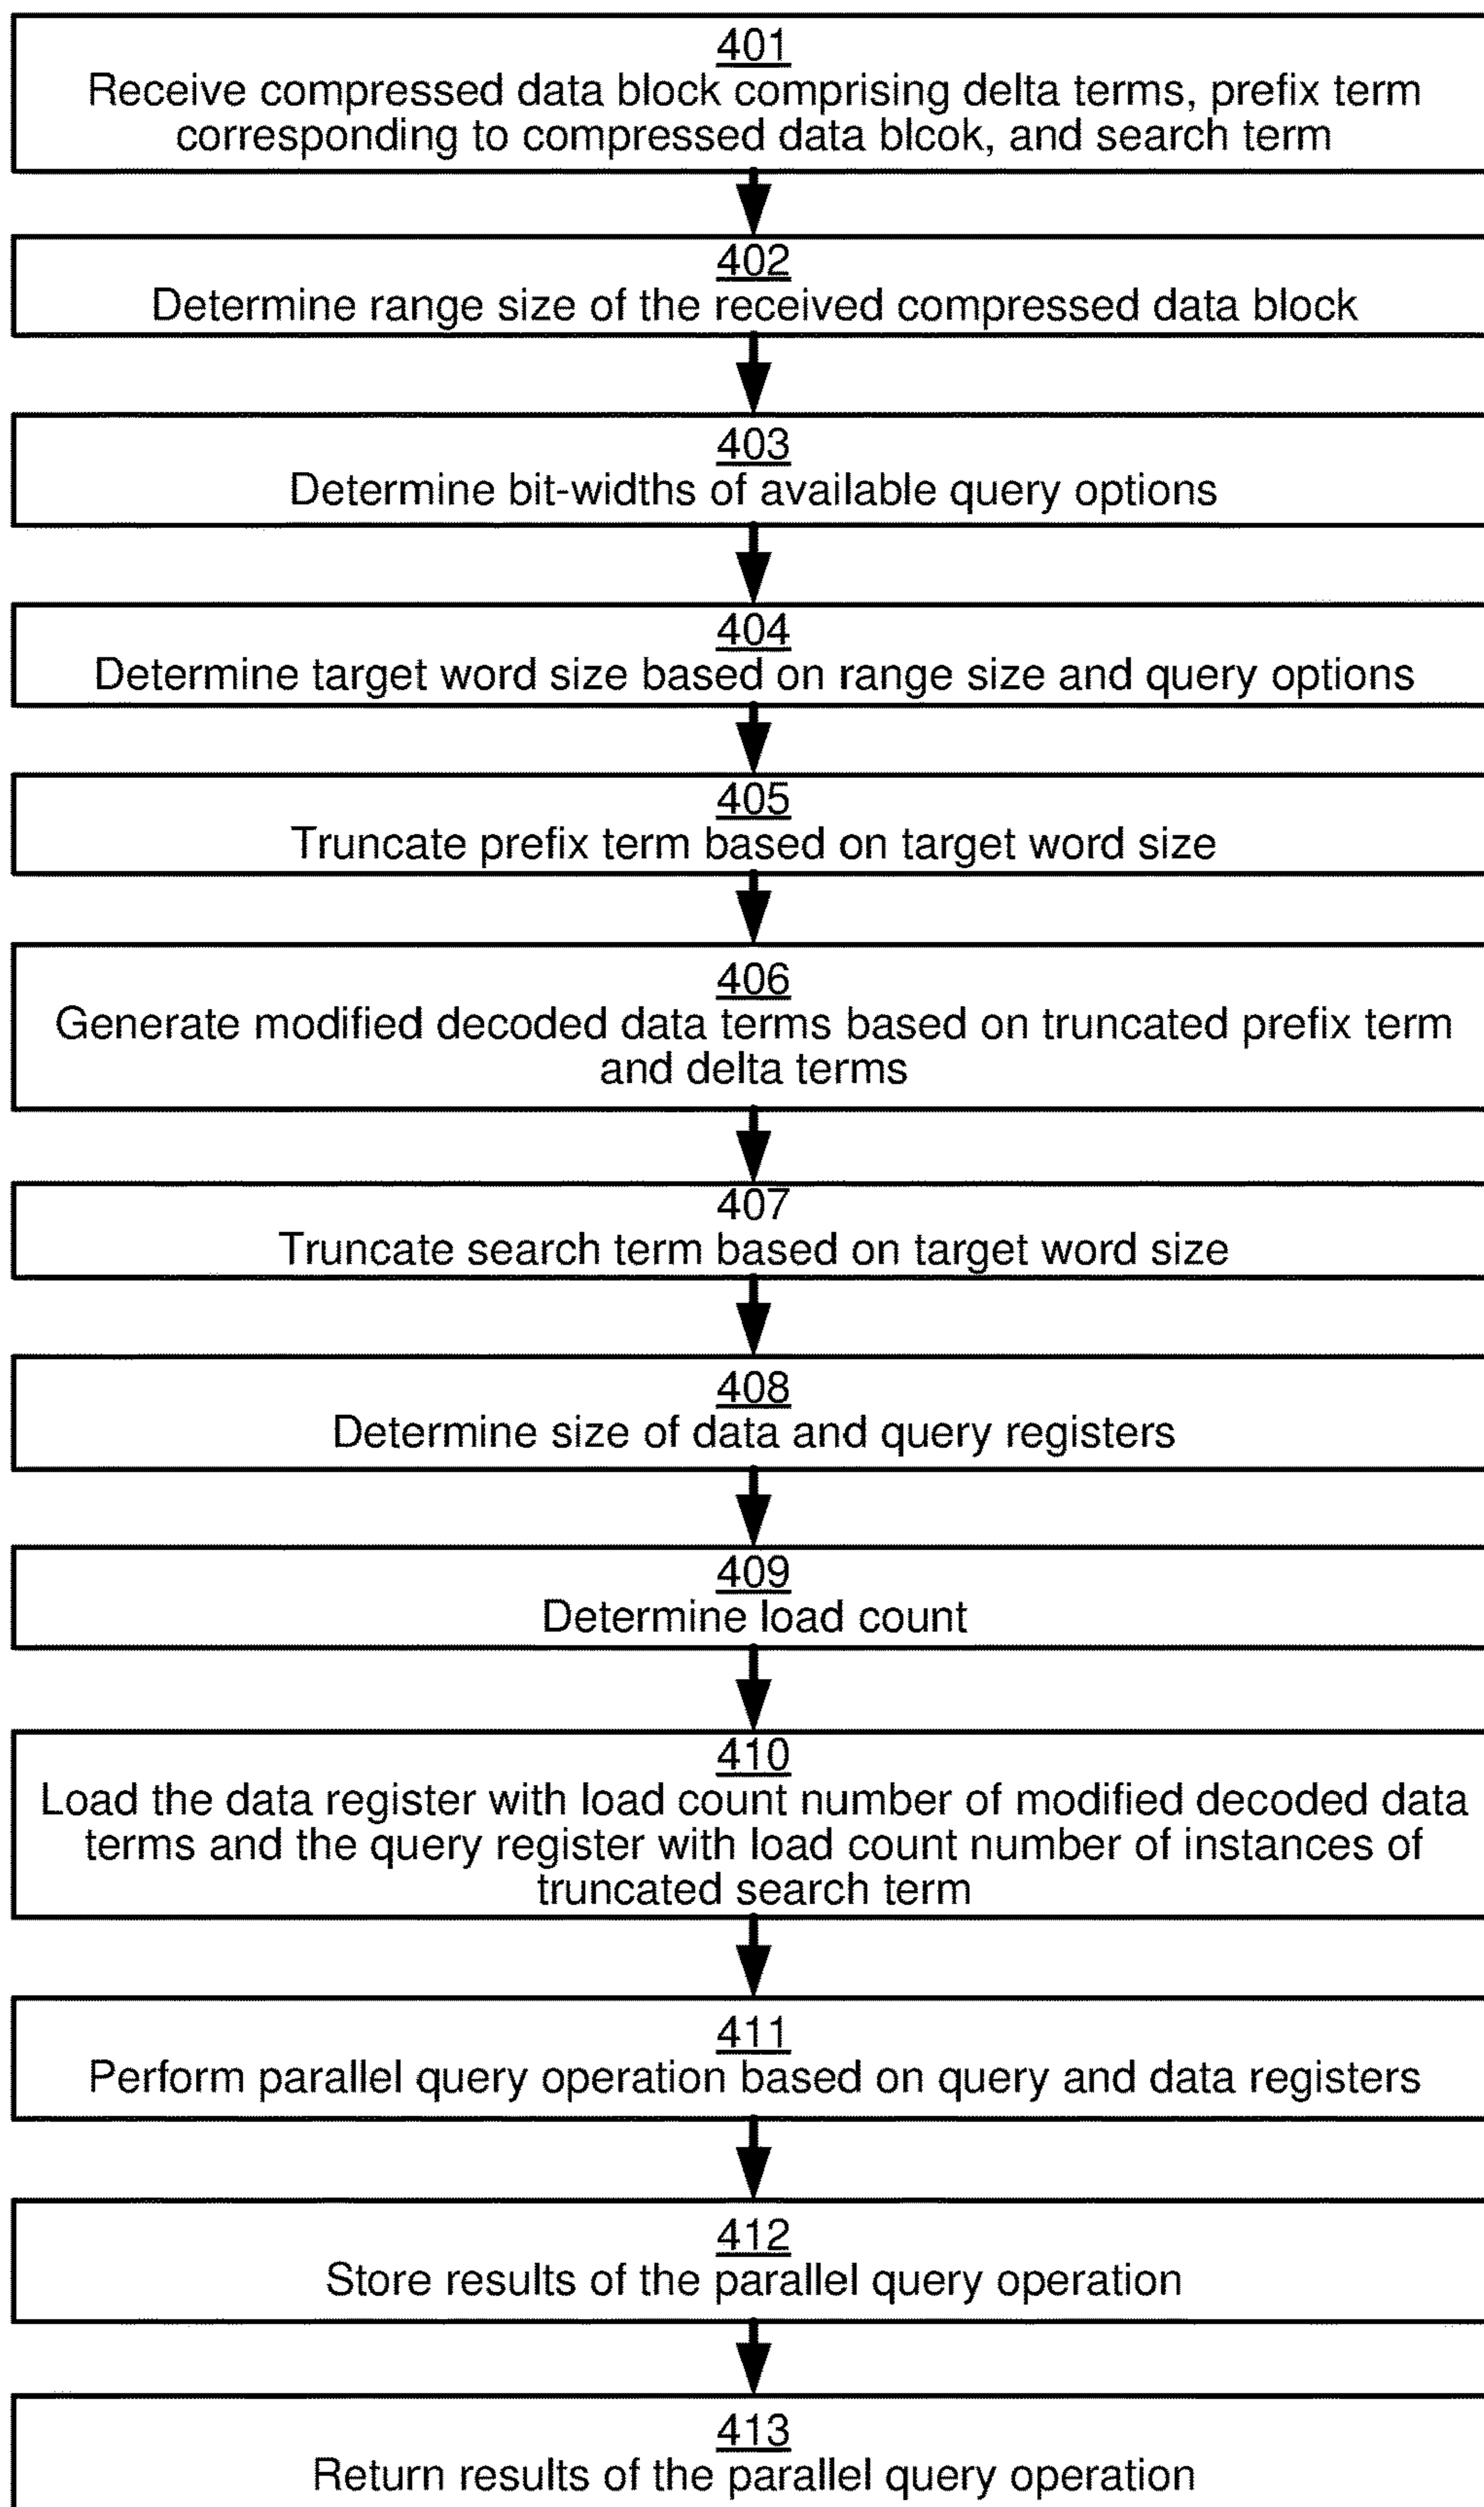 401
Receive compressed data block comprising delta terms, prefix term
corresponding to compressed data blcok, and search term
402
Determine range size of the received compressed data block
403
Determine bit-widths of available query options
404
Determine target word size based on range size and query options
405
Truncate prefix term based on target word size
406
Generate modified decoded data terms based on truncated prefix term
and delta terms
407
Truncate search term based on target word size
408
Determine size of data and query registers
409
Determine load count
410
Load the data register with load count number of modified decoded data
terms and the query register with load count number of instances of
truncated search term
411
Perform parallel query operation based on query and data registers
412
Store results of the parallel query operation
413
Return results of the parallel query operation